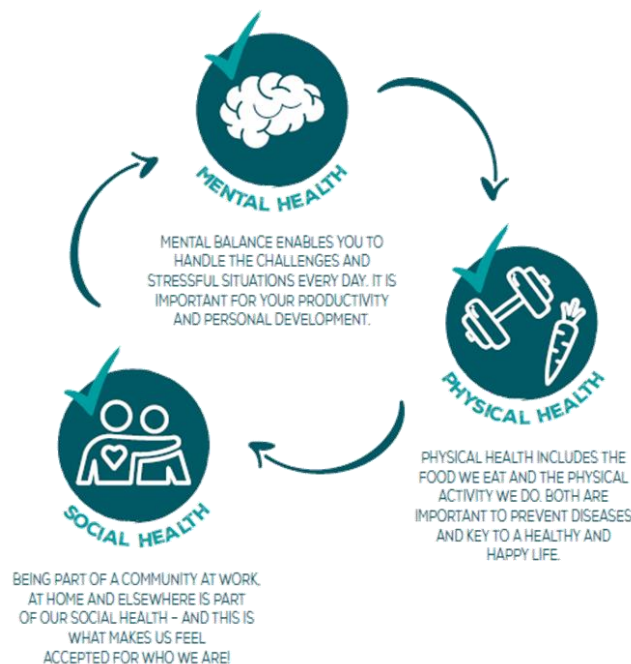 MENTAL HEALTH
MENTAL BALANCE ENABLES YOU TO
HANDLE THE CHALLENGES AND
STRESSFUL SITUATIONS EVERY DAY. IT IS
IMPORTANT FOR YOUR PRODUCTIVITY
AND PERSONAL DEVELOPMENT.
PHYSICAL HEALTH
PHYSICAL HEALTH INCLUDES THE
FOOD WE EAT AND THE PHYSICAL
ACTIVITY WE DO. BOTH ARE
IMPORTANT TO PREVENT DISEASES
AND KEY TO A HEALTHY AND
HAPPY LIFE.
SOCIAL HEALTH
BEING PART OF A COMMUNITY AT WORK,
AT HOME AND ELSEWHERE IS PART
OF OUR SOCIAL HEALTH – AND THIS IS
WHAT MAKES US FEEL
ACCEPTED FOR WHO WE ARE!